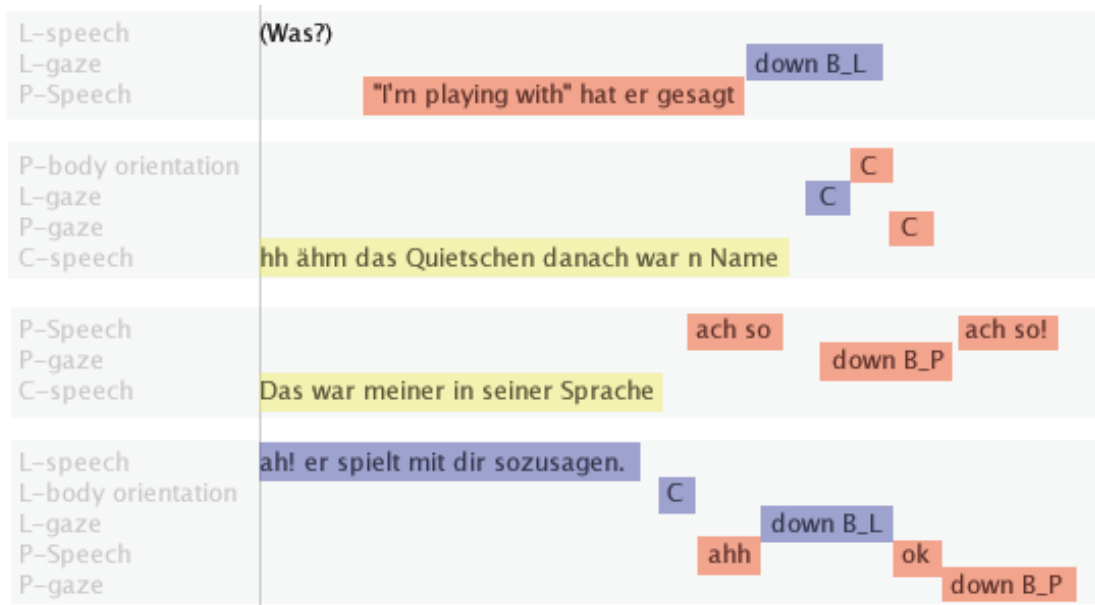 L-speech (Was?)
L-gaze down B_L
P-Speech "I'm playing with" hat er gesagt
P-body orientation C
L-gaze C
P-gaze C
C-speech hh ähm das Quietschen danach war n Name
P-Speech ach so ach so!
P-gaze down B_P
C-speech Das war meiner in seiner Sprache
L-speech ah! er spielt mit dir sozusagen.
L-body orientation C
L-gaze down B_L
P-Speech ahh ok
P-gaze down B_P